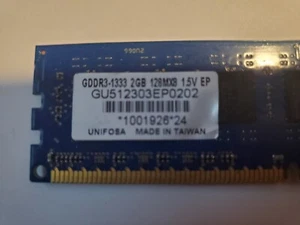 GDDR3-1333 2GB 128MX8 1.5V EP
GU512303EP0202
*1001926*24
UNIFOSA MADE IN TAIWAN